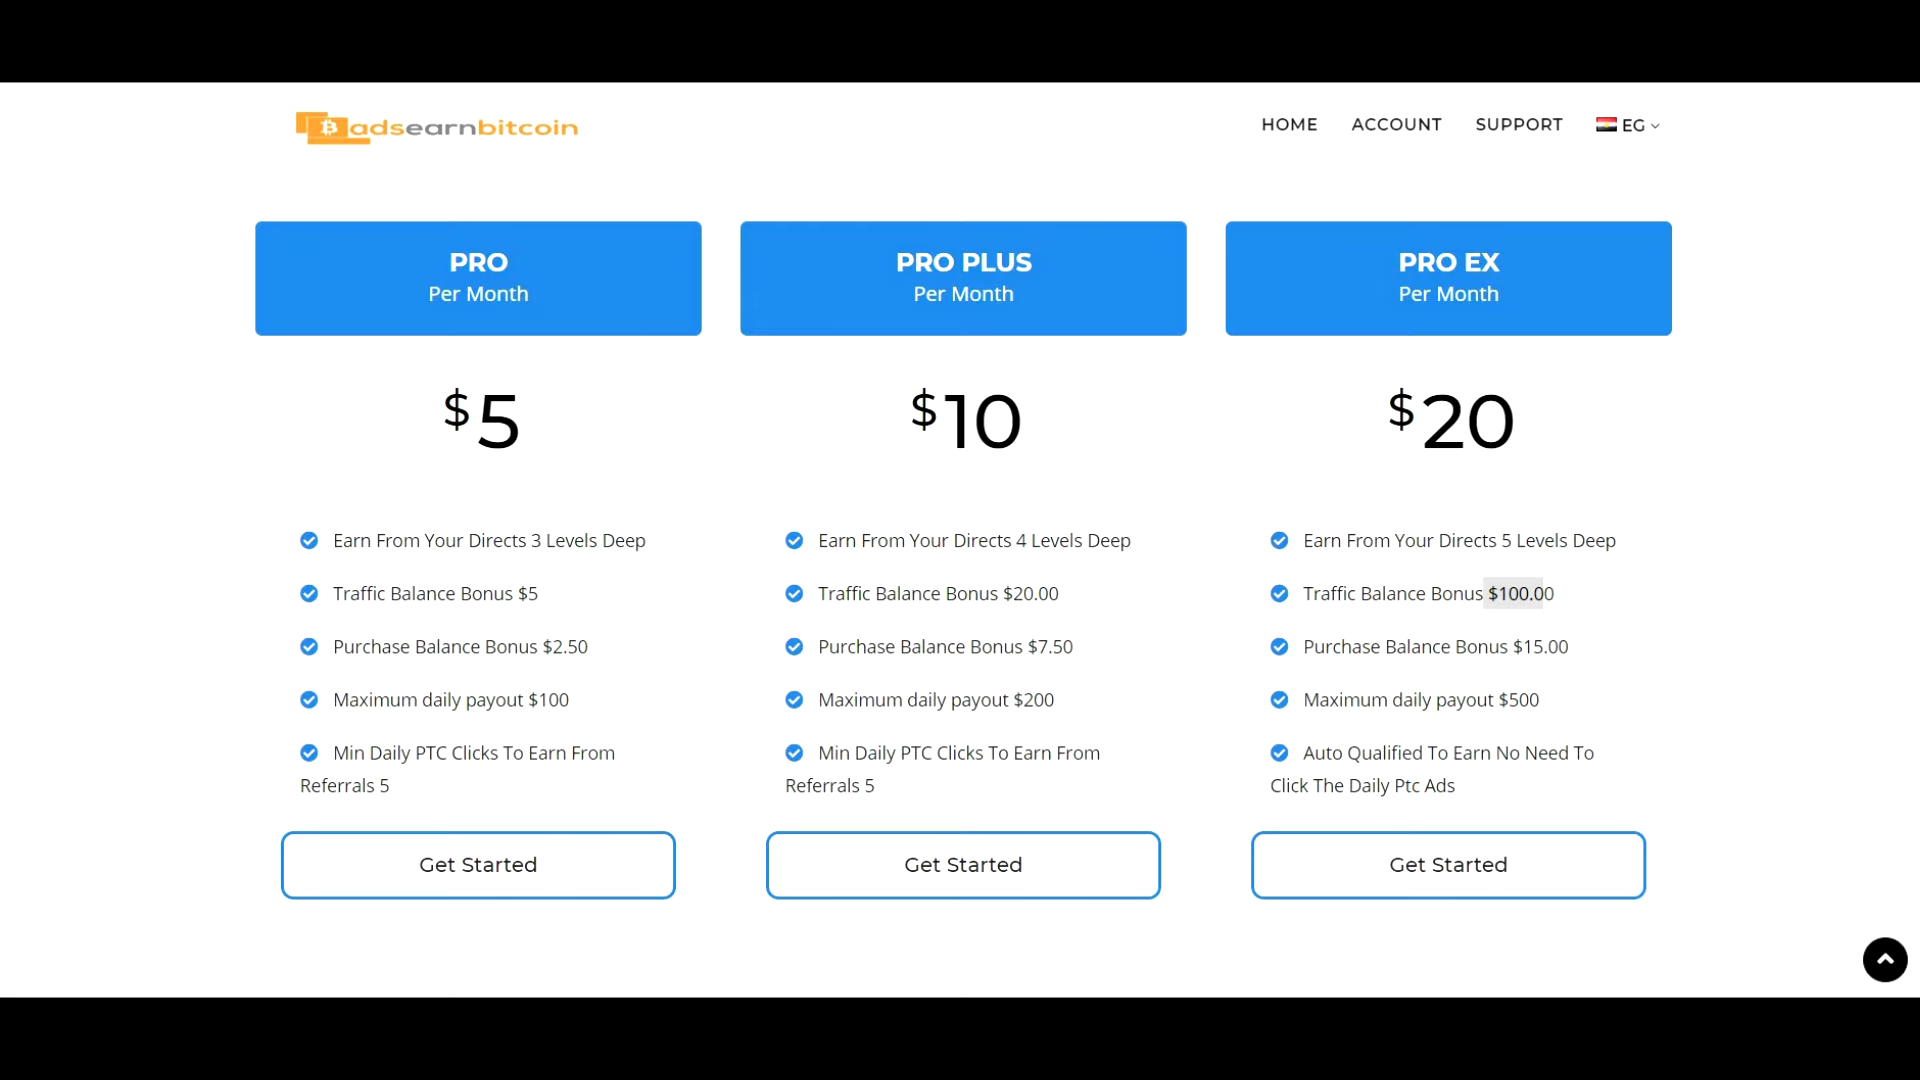 adsearnbitcoin
HOME ACCOUNT SUPPORT EG
PRO
Per Month
$5
Earn From Your Directs 3 Levels Deep
Traffic Balance Bonus $5
Purchase Balance Bonus $2.50
Maximum daily payout $100
Min Daily PTC Clicks To Earn From
Referrals 5
Get Started
PRO PLUS
Per Month
$10
Earn From Your Directs 4 Levels Deep
Traffic Balance Bonus $20.00
Purchase Balance Bonus $7.50
Maximum daily payout $200
Min Daily PTC Clicks To Earn From
Referrals 5
Get Started
PRO EX
Per Month
$20
Earn From Your Directs 5 Levels Deep
Traffic Balance Bonus $100.00
Purchase Balance Bonus $15.00
Maximum daily payout $500
Auto Qualified To Earn No Need To
Click The Daily Ptc Ads
Get Started